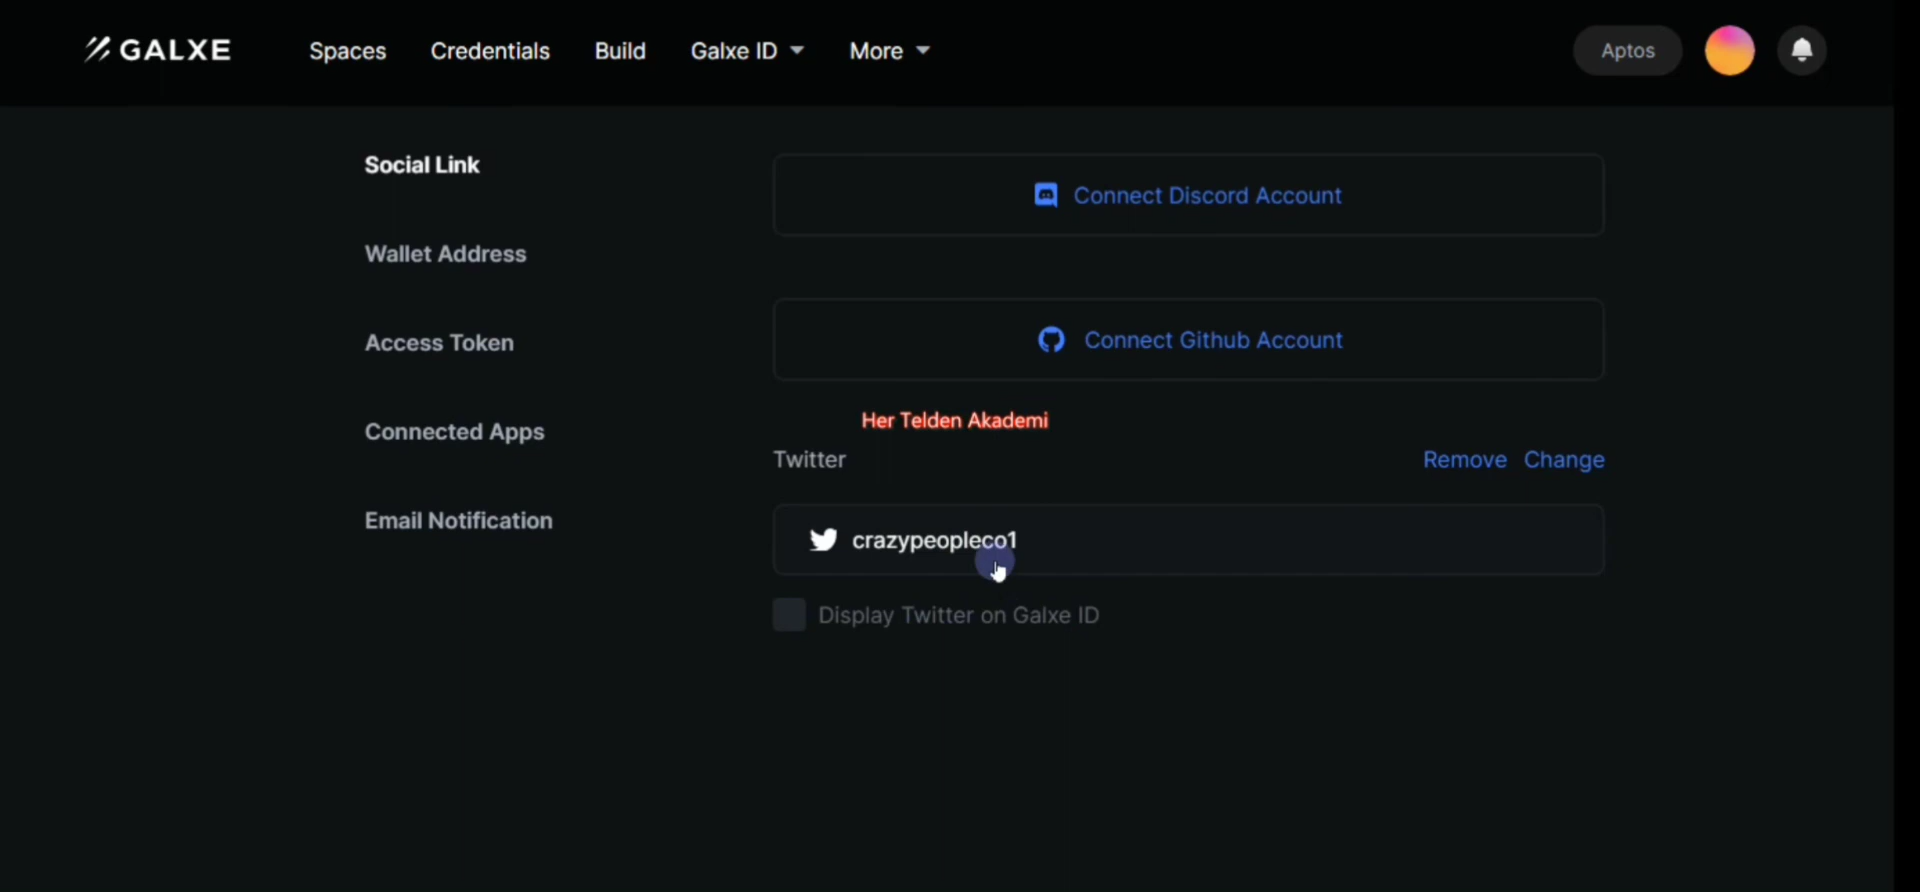 GALXE Spaces Credentials Build Galxe ID More Aptos
Social Link
Wallet Address
Access Token
Connected Apps
Email Notification
Connect Discord Account
Connect Github Account
Her Telden Akademi
Twitter Remove Change
crazypeopleco1
Display Twitter on Galxe ID